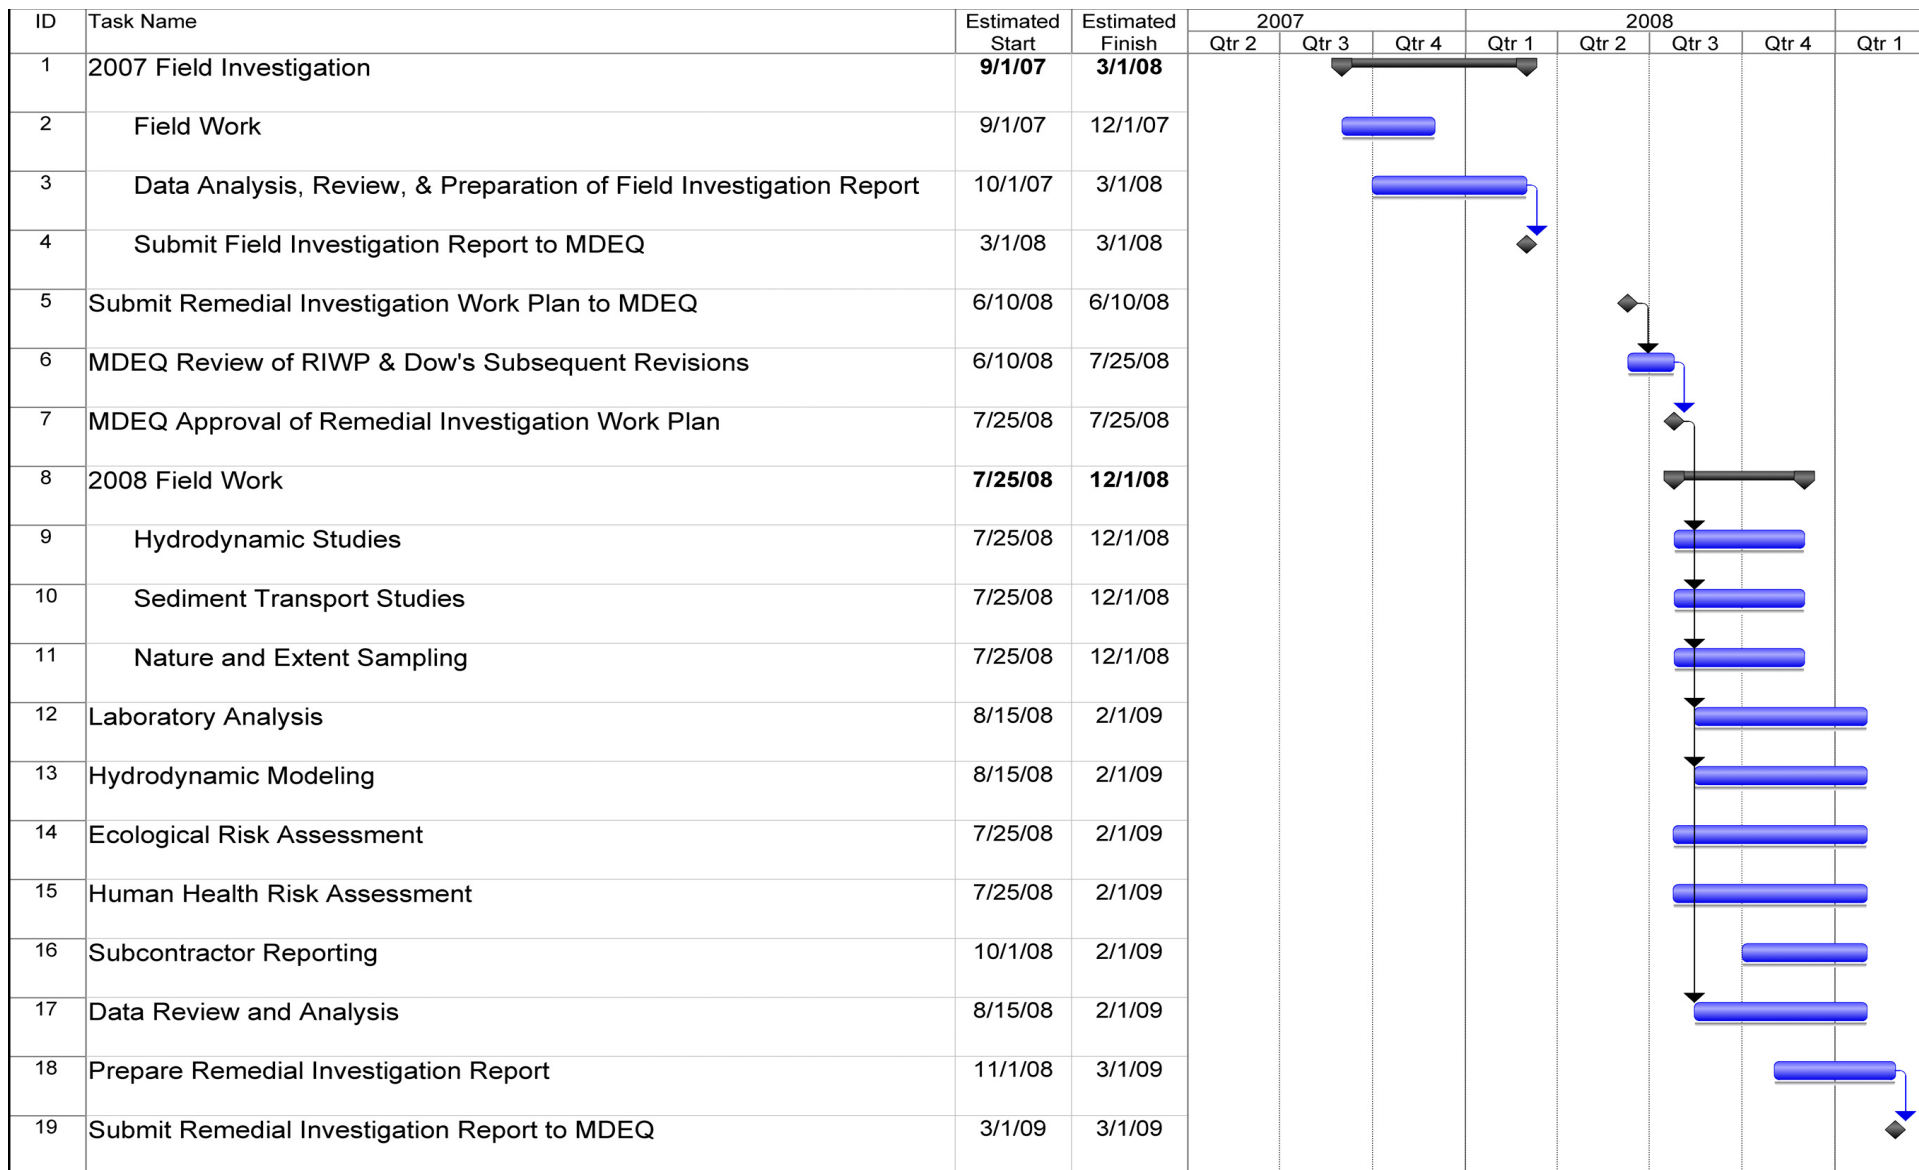 ID Task Name Estimated Start Estimated Finish 2007 2008
Qtr 2 Qtr 3 Qtr 4 Qtr 1 Qtr 2 Qtr 3 Qtr 4 Qtr 1
1 2007 Field Investigation 9/1/07 3/1/08
2 Field Work 9/1/07 12/1/07
3 Data Analysis, Review, & Preparation of Field Investigation Report 10/1/07 3/1/08
4 Submit Field Investigation Report to MDEQ 3/1/08 3/1/08
5 Submit Remedial Investigation Work Plan to MDEQ 6/10/08 6/10/08
6 MDEQ Review of RIWP & Dow's Subsequent Revisions 6/10/08 7/25/08
7 MDEQ Approval of Remedial Investigation Work Plan 7/25/08 7/25/08
8 2008 Field Work 7/25/08 12/1/08
9 Hydrodynamic Studies 7/25/08 12/1/08
10 Sediment Transport Studies 7/25/08 12/1/08
11 Nature and Extent Sampling 7/25/08 12/1/08
12 Laboratory Analysis 8/15/08 2/1/09
13 Hydrodynamic Modeling 8/15/08 2/1/09
14 Ecological Risk Assessment 7/25/08 2/1/09
15 Human Health Risk Assessment 7/25/08 2/1/09
16 Subcontractor Reporting 10/1/08 2/1/09
17 Data Review and Analysis 8/15/08 2/1/09
18 Prepare Remedial Investigation Report 11/1/08 3/1/09
19 Submit Remedial Investigation Report to MDEQ 3/1/09 3/1/09